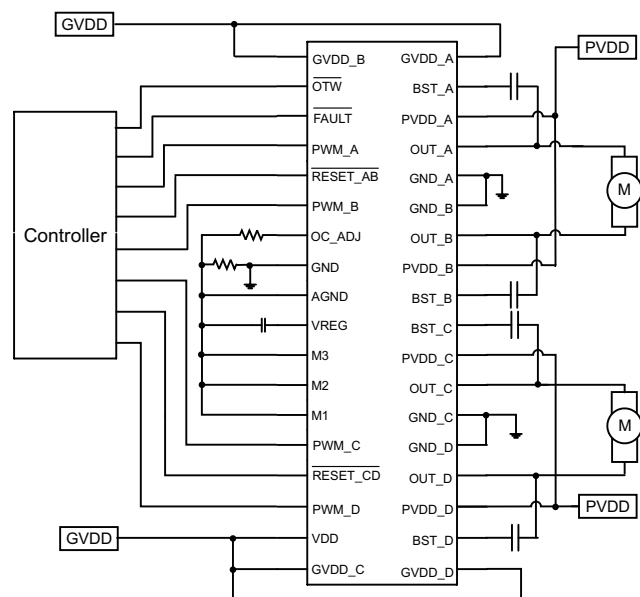 GVDD
PVDD
GVDD_B
GVDD_A
OTW
BST_A
FAULT
PVDD_A
PWM_A
OUT_A
RESET_AB
GND_A
M
PWM_B
GND_B
Controller
OC_ADJ
OUT_B
GND
PVDD_B
AGND
BST_B
VREG
BST_C
M3
PVDD_C
M2
OUT_C
M1
GND_C
M
PWM_C
GND_D
RESET_CD
OUT_D
PWM_D
PVDD_D
PVDD
GVDD
VDD
BST_D
GVDD_C
GVDD_D